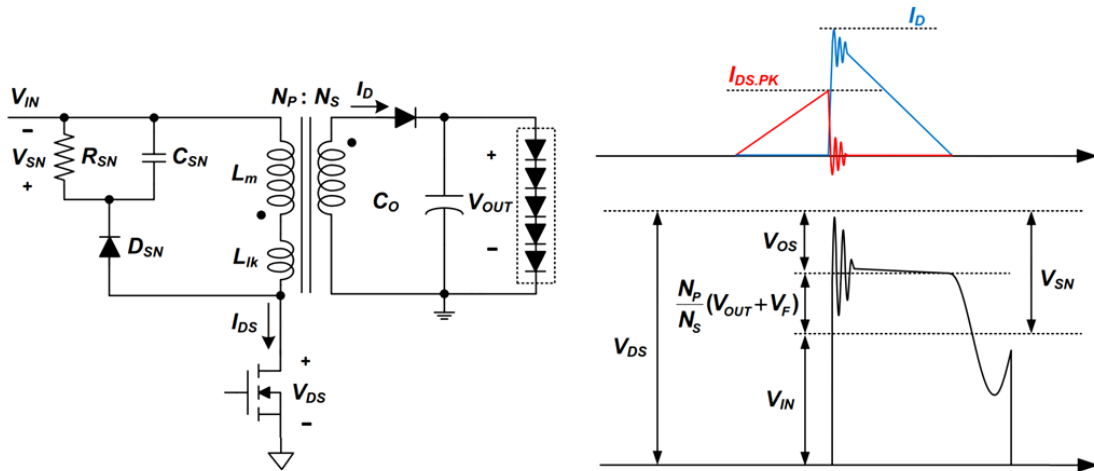 V_IN
−
V_SN
+
R_SN
C_SN
D_SN
L_m
L_lk
N_P : N_S
I_D
C_O
+
V_OUT
−
I_DS
+
V_DS
−
I_D
I_DS.PK
V_OS
N_P/N_S (V_OUT + V_F)
V_SN
V_DS
V_IN